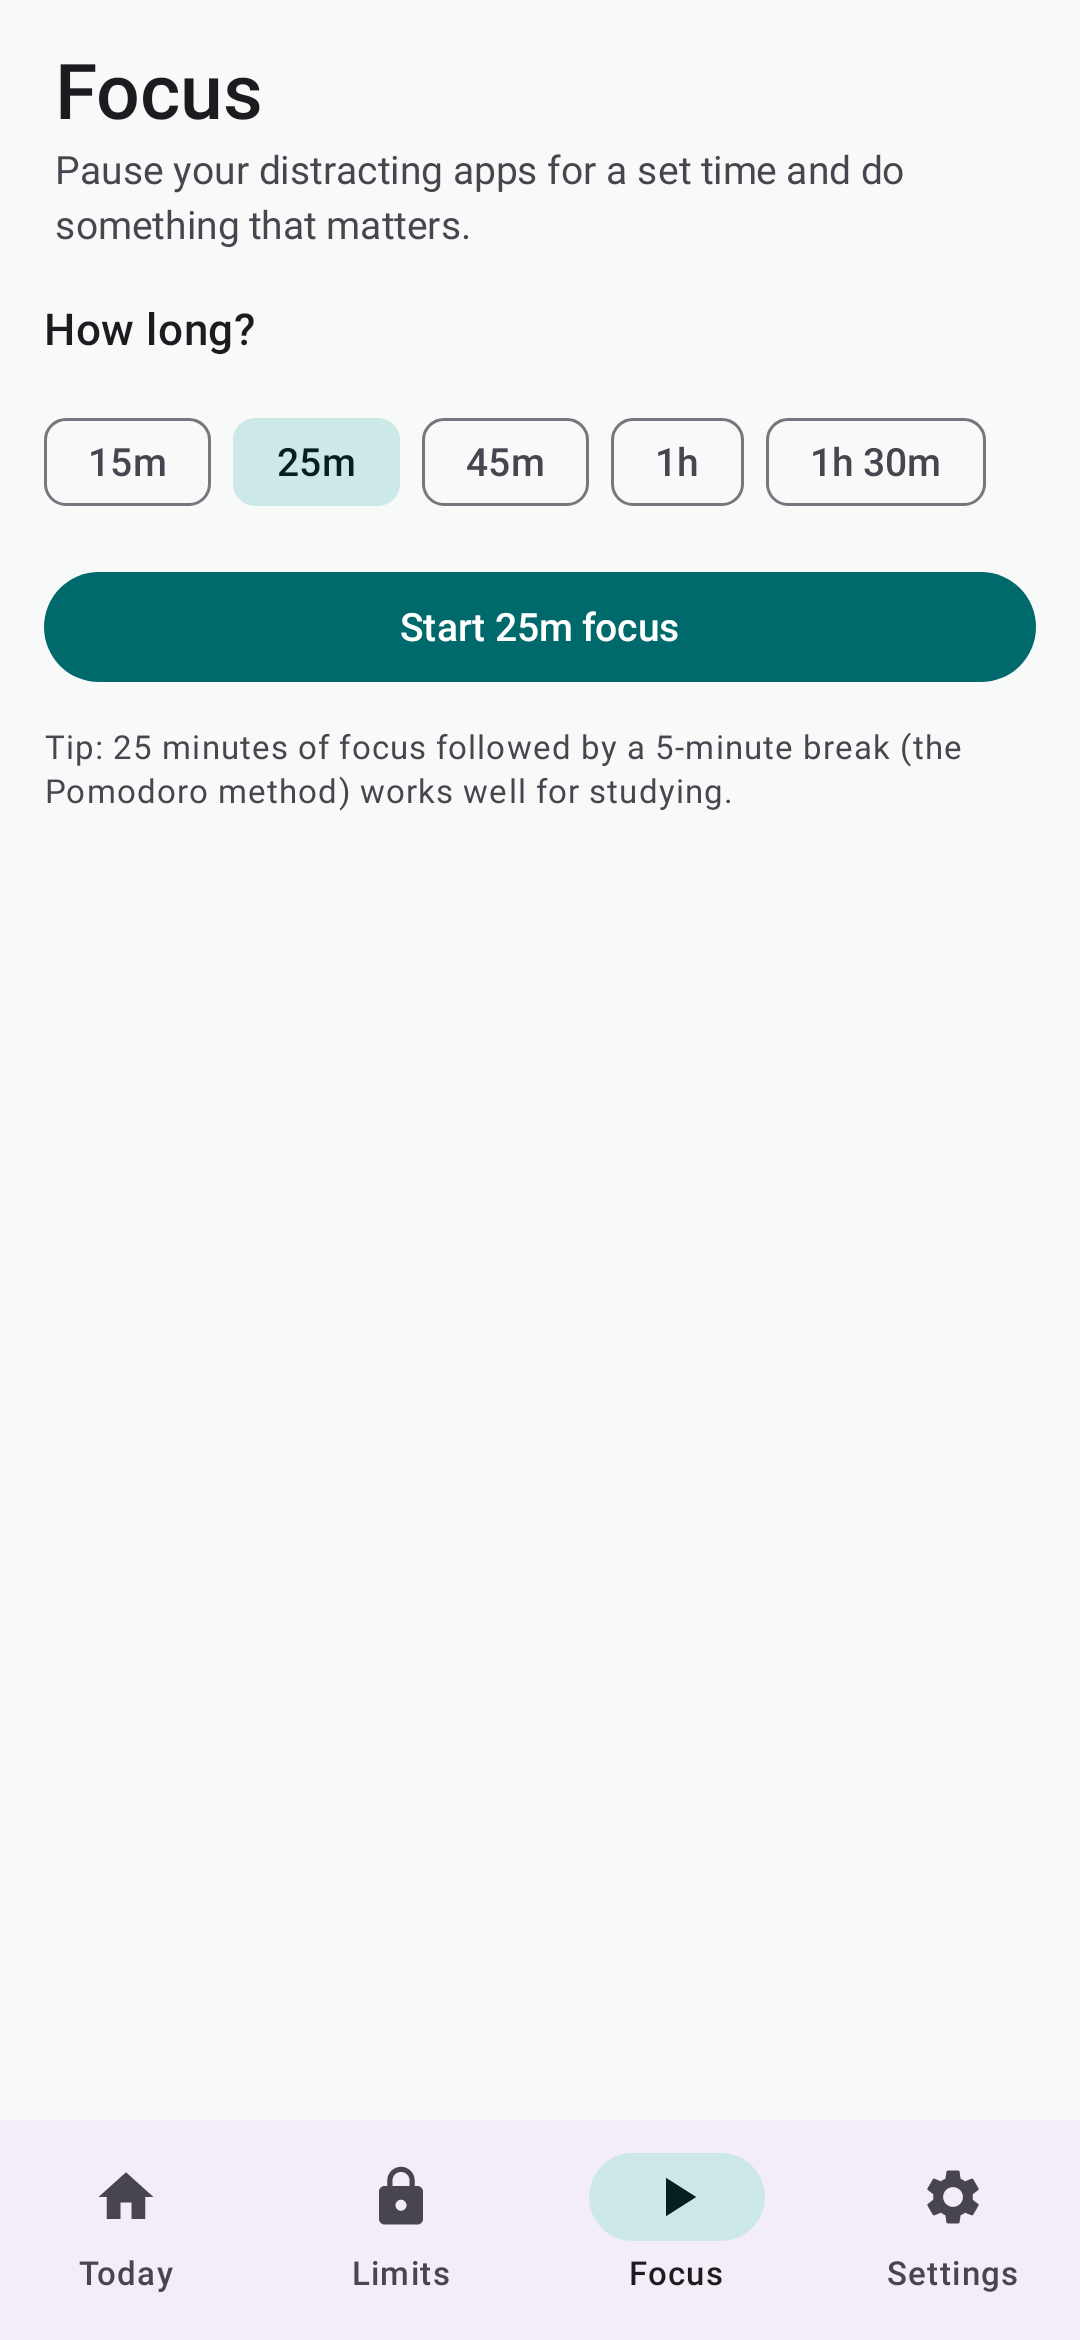 Focus
Pause your distracting apps for a set time and do
something that matters.
How long?
15m
25m
45m
1h
1h 30m
Start 25m focus
Tip: 25 minutes of focus followed by a 5-minute break (the
Pomodoro method) works well for studying.
Today
Limits
Focus
Settings